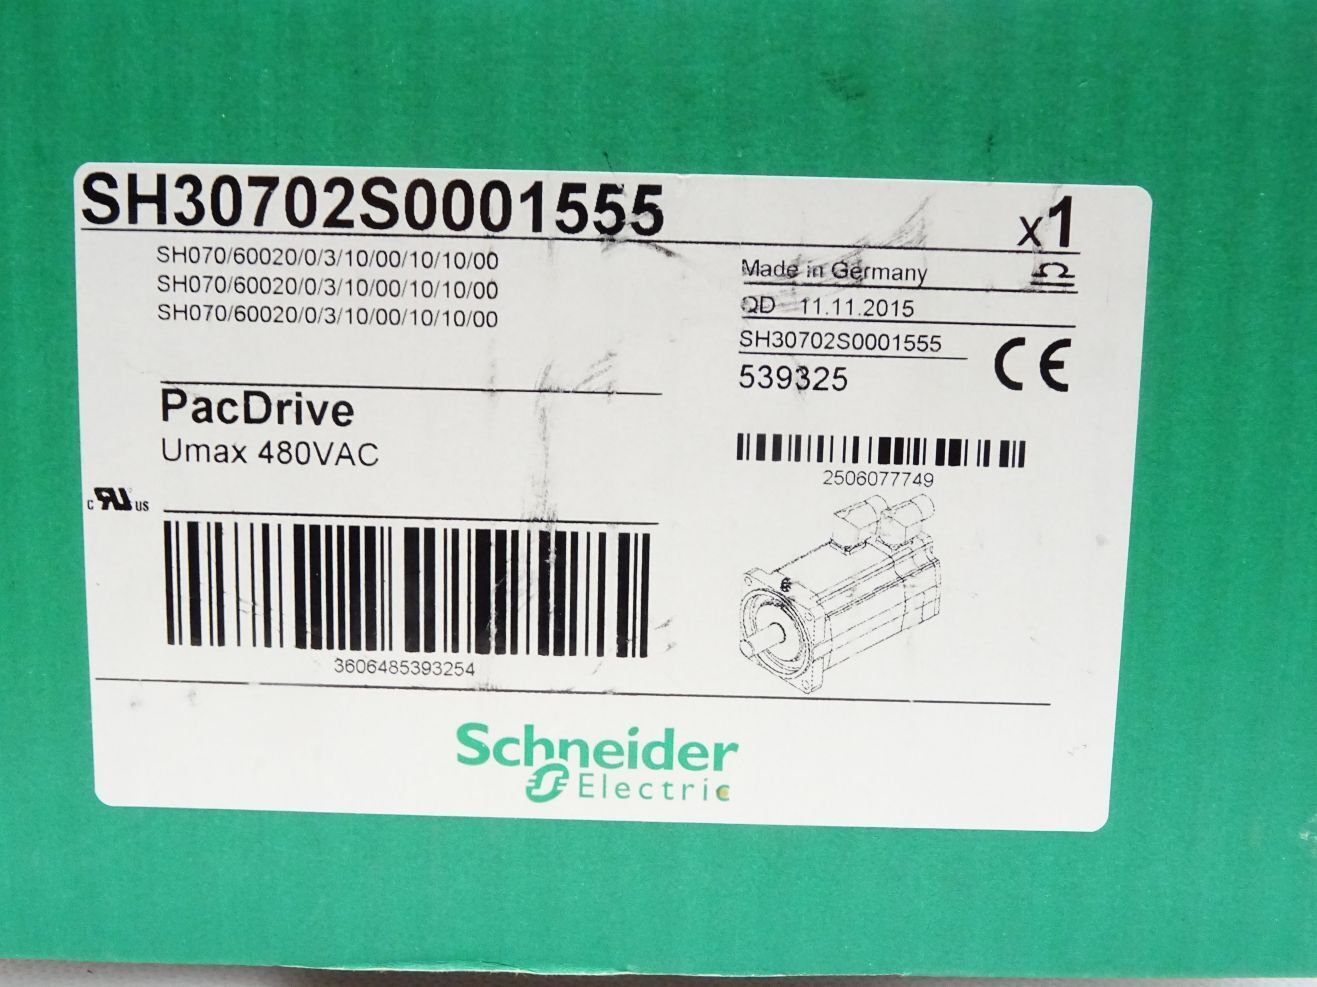 SH30702S0001555
x1
SH070/60020/0/3/10/00/10/10/00
SH070/60020/0/3/10/00/10/10/00
SH070/60020/0/3/10/00/10/10/00
Made in Germany
QD 11.11.2015
SH30702S0001555
539325
CE
PacDrive
Umax 480VAC
2506077749
c RU US
3606485393254
Schneider
Electric